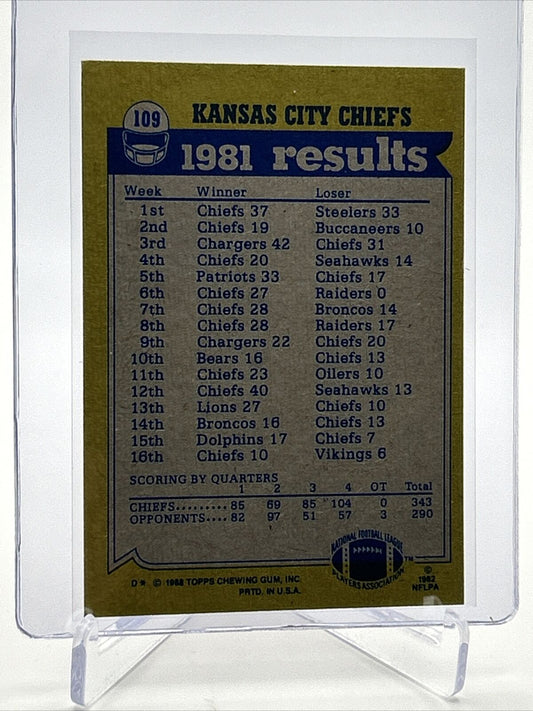 109
KANSAS CITY CHIEFS
1981 results
Week Winner Loser
1st Chiefs 37 Steelers 33
2nd Chiefs 19 Buccaneers 10
3rd Chargers 42 Chiefs 31
4th Chiefs 20 Seahawks 14
5th Patriots 33 Chiefs 17
6th Chiefs 27 Raiders 0
7th Chiefs 28 Broncos 14
8th Chiefs 28 Raiders 17
9th Chargers 22 Chiefs 20
10th Bears 16 Chiefs 13
11th Chiefs 23 Oilers 10
12th Chiefs 40 Seahawks 13
13th Lions 27 Chiefs 10
14th Broncos 16 Chiefs 13
15th Dolphins 17 Chiefs 7
16th Chiefs 10 Vikings 6
SCORING BY QUARTERS
1 2 3 4 OT Total
CHIEFS......... 85 69 85 104 0 343
OPPONENTS.... 82 97 51 57 3 290
NATIONAL FOOTBALL LEAGUE
PLAYERS ASSOCIATION
TM
©
1982
NFLPA
D* © 1982 TOPPS CHEWING GUM, INC.
PRTD. IN U.S.A.